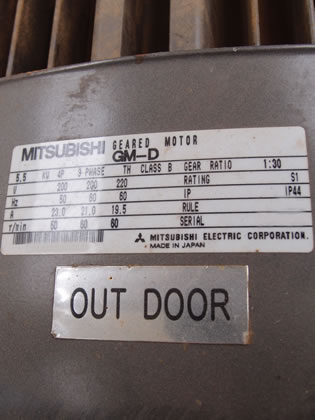 MITSUBISHI GEARED MOTOR
GM-D
5.5 KW 4P 3-PHASE TH CLASS B GEAR RATIO 1:30
V 200 200 220 RATING S1
Hz 50 60 60 IP IP44
A 23.0 21.0 19.5 RULE
r/min 50 60 60 SERIAL
MITSUBISHI ELECTRIC CORPORATION.
MADE IN JAPAN
OUT DOOR